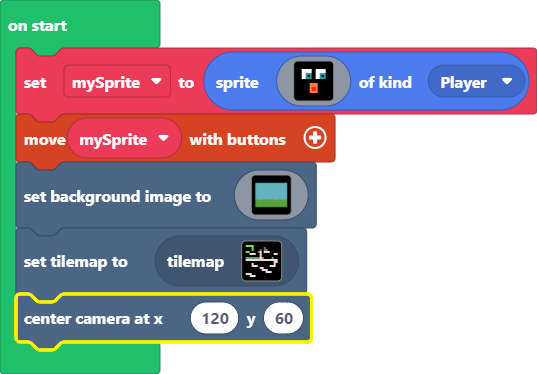 on start
set mySprite to sprite of kind Player
move mySprite with buttons
set background image to
set tilemap to tilemap
center camera at x 120 y 60